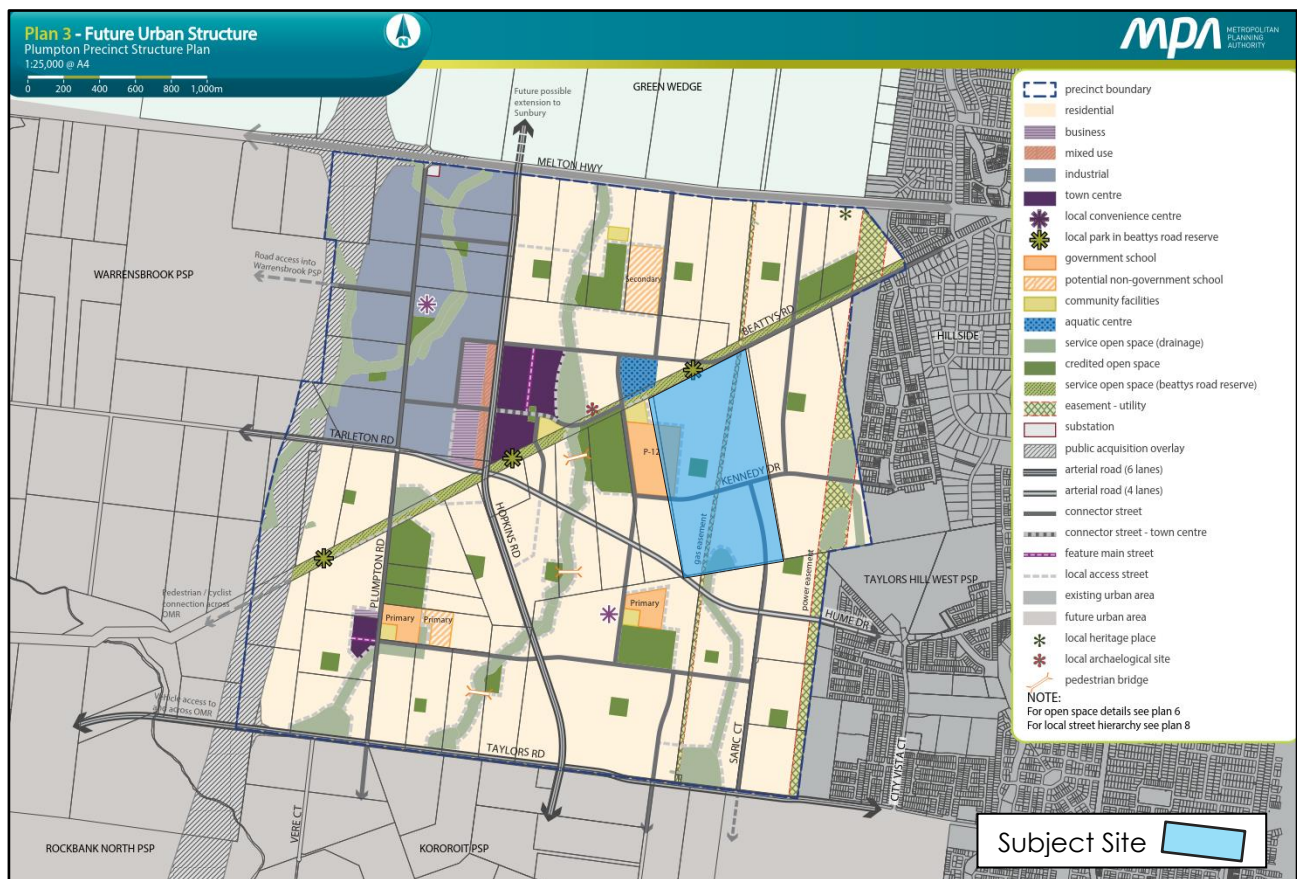 Plan 3 - Future Urban Structure
Plumpton Precinct Structure Plan
1:25,000 @ A4
0 200 400 600 800 1,000m
N
MPA
METROPOLITAN
PLANNING
AUTHORITY
Future possible
extension to
Sunbury
GREEN WEDGE
MELTON HWY
WARRENSBROOK PSP
Road access into
Warrensbrook PSP
Secondary
BEATTYS RD
HILLSIDE
TARLETON RD
P-12
KENNEDY DR
HOPKINS RD
gas easement
PLUMPTON RD
power easement
TAYLORS HILL WEST PSP
Pedestrian / cyclist
connection across
OMR
Primary
Primary
Primary
HUME DR
Vehicle access to
and across OMR
TAYLORS RD
SARIC CT
CITY VISTA CT
VERE CT
ROCKBANK NORTH PSP
KOROROIT PSP
precinct boundary
residential
business
mixed use
industrial
town centre
local convenience centre
local park in beattys road reserve
government school
potential non-government school
community facilities
aquatic centre
service open space (drainage)
credited open space
service open space (beattys road reserve)
easement - utility
substation
public acquisition overlay
arterial road (6 lanes)
arterial road (4 lanes)
connector street
connector street - town centre
feature main street
local access street
existing urban area
future urban area
local heritage place
local archaelogical site
pedestrian bridge
NOTE:
For open space details see plan 6
For local street hierarchy see plan 8
Subject Site